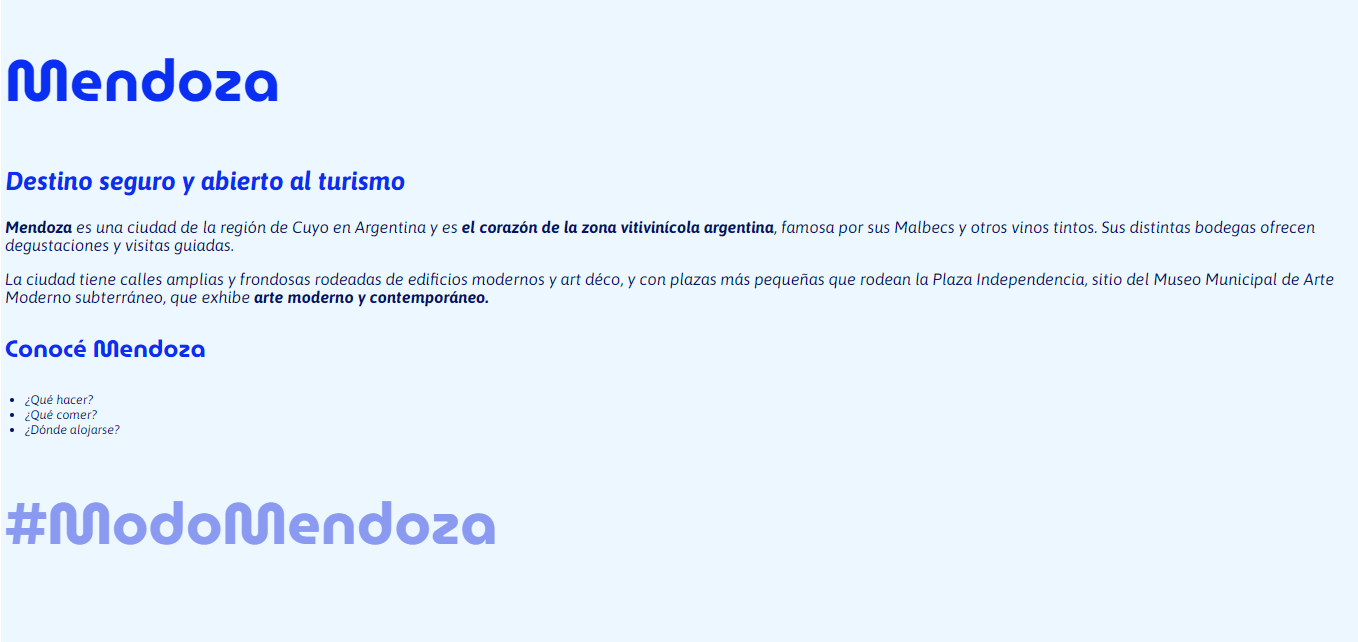 Mendoza
Destino seguro y abierto al turismo
Mendoza es una ciudad de la región de Cuyo en Argentina y es el corazón de la zona vitivinícola argentina, famosa por sus Malbecs y otros vinos tintos. Sus distintas bodegas ofrecen
degustaciones y visitas guiadas.
La ciudad tiene calles amplias y frondosas rodeadas de edificios modernos y art déco, y con plazas más pequeñas que rodean la Plaza Independencia, sitio del Museo Municipal de Arte
Moderno subterráneo, que exhibe arte moderno y contemporáneo.
Conocé Mendoza
• ¿Qué hacer?
• ¿Qué comer?
• ¿Dónde alojarse?
#ModoMendoza